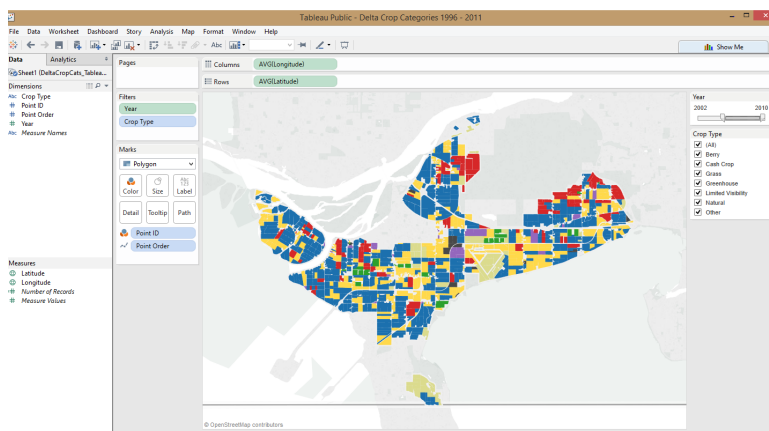 Tableau Public - Delta Crop Categories 1996 - 2011
File Data Worksheet Dashboard Story Analysis Map Format Window Help
Abc
Show Me
Data Analytics
Sheet1 (DeltaCropCats_Tablea...
Dimensions
Abc Crop Type
# Point ID
# Point Order
# Year
Abc Measure Names
Measures
Latitude
Longitude
Number of Records
# Measure Values
Pages
Filters
Year
Crop Type
Marks
Polygon
Color Size Label
Detail Tooltip Path
Point ID
Point Order
Columns AVG(Longitude)
Rows AVG(Latitude)
© OpenStreetMap contributors
Year
2002 2010
Crop Type
(All)
Berry
Cash Crop
Grass
Greenhouse
Limited Visibility
Natural
Other